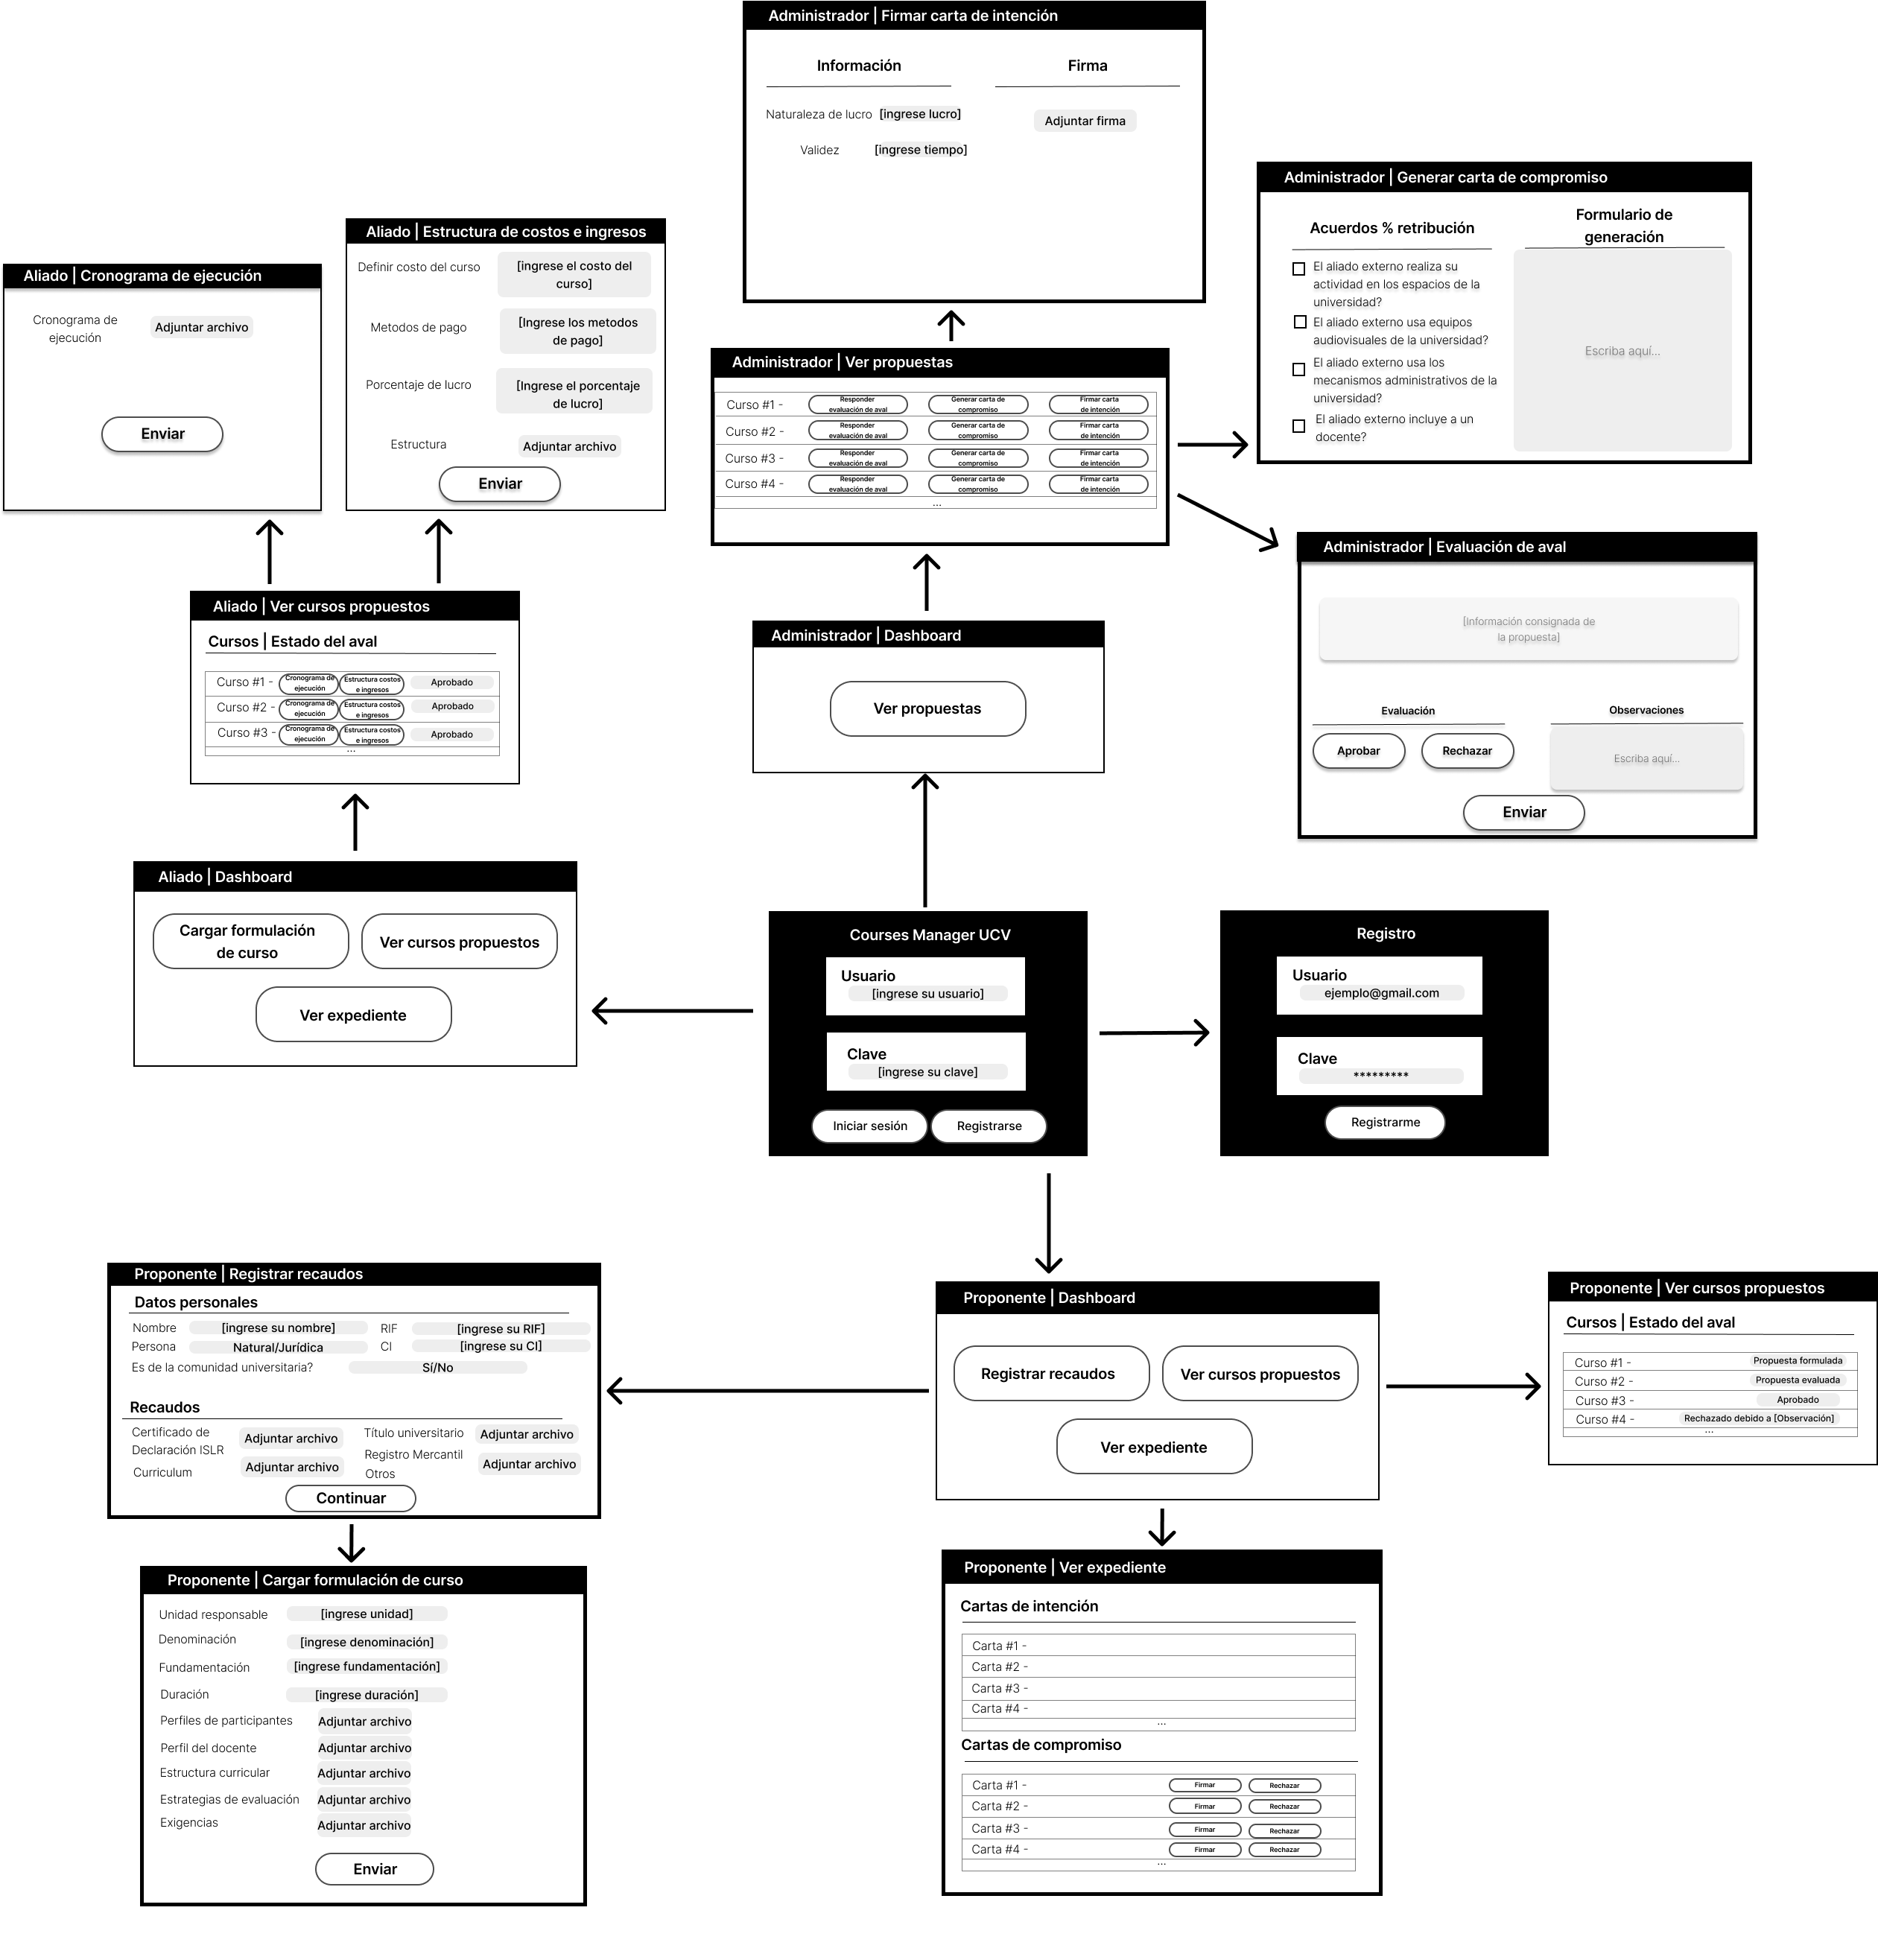 Administrador | Firmar carta de intención
Información
Firma
Naturaleza de lucro [ingrese lucro]
Adjuntar firma
Validez [ingrese tiempo]
Administrador | Generar carta de compromiso
Acuerdos % retribución
Formulario de
generación
El aliado externo realiza su
actividad en los espacios de la
universidad?
El aliado externo usa equipos
audiovisuales de la universidad?
El aliado externo usa los
mecanismos administrativos de la
universidad?
El aliado externo incluye a un
docente?
Escriba aquí...
Aliado | Estructura de costos e ingresos
Definir costo del curso
[ingrese el costo del
curso]
Metodos de pago
[Ingrese los metodos
de pago]
Porcentaje de lucro
[Ingrese el porcentaje
de lucro]
Estructura
Adjuntar archivo
Enviar
Aliado | Cronograma de ejecución
Cronograma de
ejecución
Adjuntar archivo
Enviar
Administrador | Ver propuestas
Curso #1 -
Responder
evaluación de aval
Generar carta de
compromiso
Firmar carta
de intención
Curso #2 -
Responder
evaluación de aval
Generar carta de
compromiso
Firmar carta
de intención
Curso #3 -
Responder
evaluación de aval
Generar carta de
compromiso
Firmar carta
de intención
Curso #4 -
Responder
evaluación de aval
Generar carta de
compromiso
Firmar carta
de intención
...
Administrador | Evaluación de aval
[Información consignada de
la propuesta]
Evaluación
Observaciones
Aprobar
Rechazar
Escriba aquí...
Enviar
Aliado | Ver cursos propuestos
Cursos | Estado del aval
Curso #1 -
Cronograma de
ejecución
Estructura costos
e ingresos
Aprobado
Curso #2 -
Cronograma de
ejecución
Estructura costos
e ingresos
Aprobado
Curso #3 -
Cronograma de
ejecución
Estructura costos
e ingresos
Aprobado
...
Administrador | Dashboard
Ver propuestas
Aliado | Dashboard
Cargar formulación
de curso
Ver cursos propuestos
Ver expediente
Courses Manager UCV
Usuario
[ingrese su usuario]
Clave
[ingrese su clave]
Iniciar sesión
Registrarse
Registro
Usuario
ejemplo@gmail.com
Clave
*********
Registrarme
Proponente | Registrar recaudos
Datos personales
Nombre [ingrese su nombre] RIF [ingrese su RIF]
Persona Natural/Jurídica CI [ingrese su CI]
Es de la comunidad universitaria? Sí/No
Recaudos
Certificado de
Declaración ISLR
Adjuntar archivo
Título universitario
Adjuntar archivo
Curriculum
Adjuntar archivo
Registro Mercantil
Otros
Adjuntar archivo
Continuar
Proponente | Dashboard
Registrar recaudos
Ver cursos propuestos
Ver expediente
Proponente | Ver cursos propuestos
Cursos | Estado del aval
Curso #1 - Propuesta formulada
Curso #2 - Propuesta evaluada
Curso #3 - Aprobado
Curso #4 - Rechazado debido a [Observación]
...
Proponente | Cargar formulación de curso
Unidad responsable [ingrese unidad]
Denominación [ingrese denominación]
Fundamentación [ingrese fundamentación]
Duración [ingrese duración]
Perfiles de participantes Adjuntar archivo
Perfil del docente Adjuntar archivo
Estructura curricular Adjuntar archivo
Estrategias de evaluación Adjuntar archivo
Exigencias Adjuntar archivo
Enviar
Proponente | Ver expediente
Cartas de intención
Carta #1 -
Carta #2 -
Carta #3 -
Carta #4 -
...
Cartas de compromiso
Carta #1 - Firmar Rechazar
Carta #2 - Firmar Rechazar
Carta #3 - Firmar Rechazar
Carta #4 - Firmar Rechazar
...